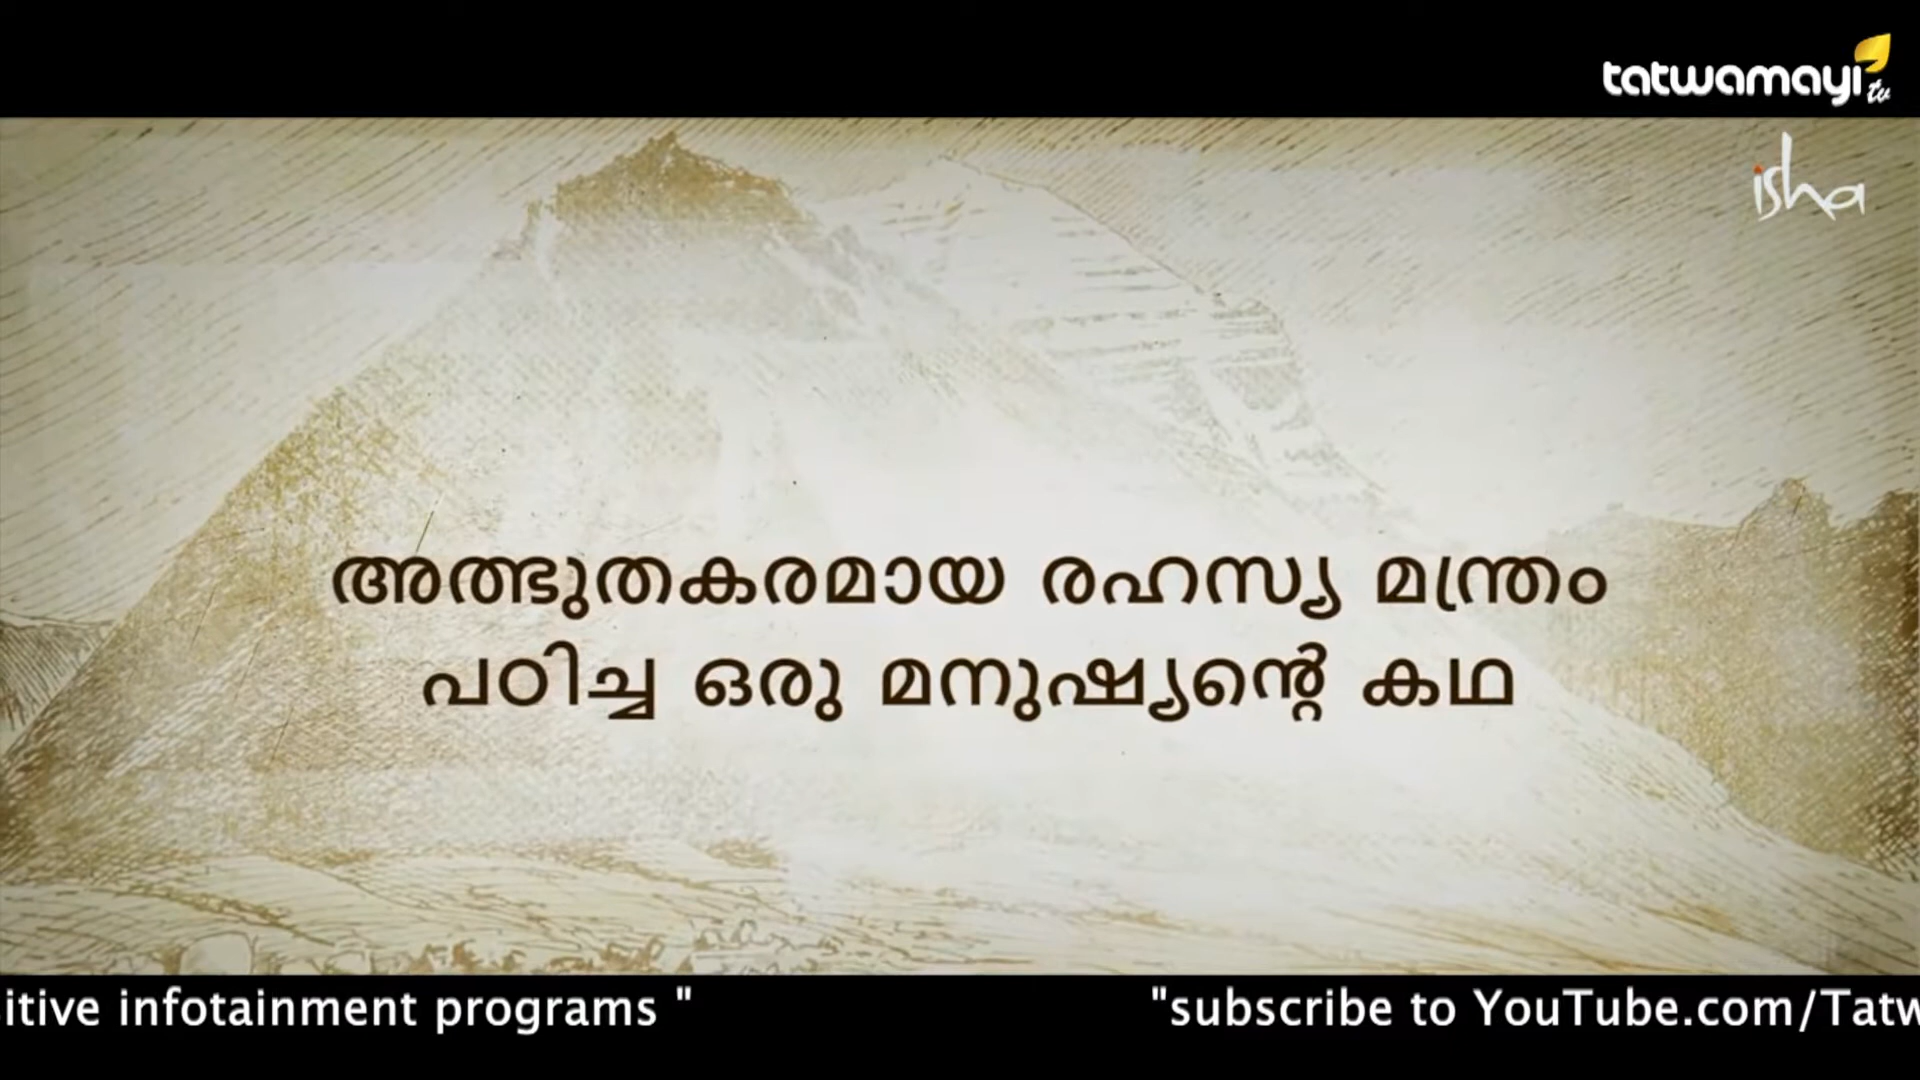 tatwamayi tv
isha
അത്ഭുതകരമായ രഹസ്യ മന്ത്രം
പഠിച്ച ഒരു മനുഷ്യന്റെ കഥ
itive infotainment programs " "subscribe to YouTube.com/Tatw